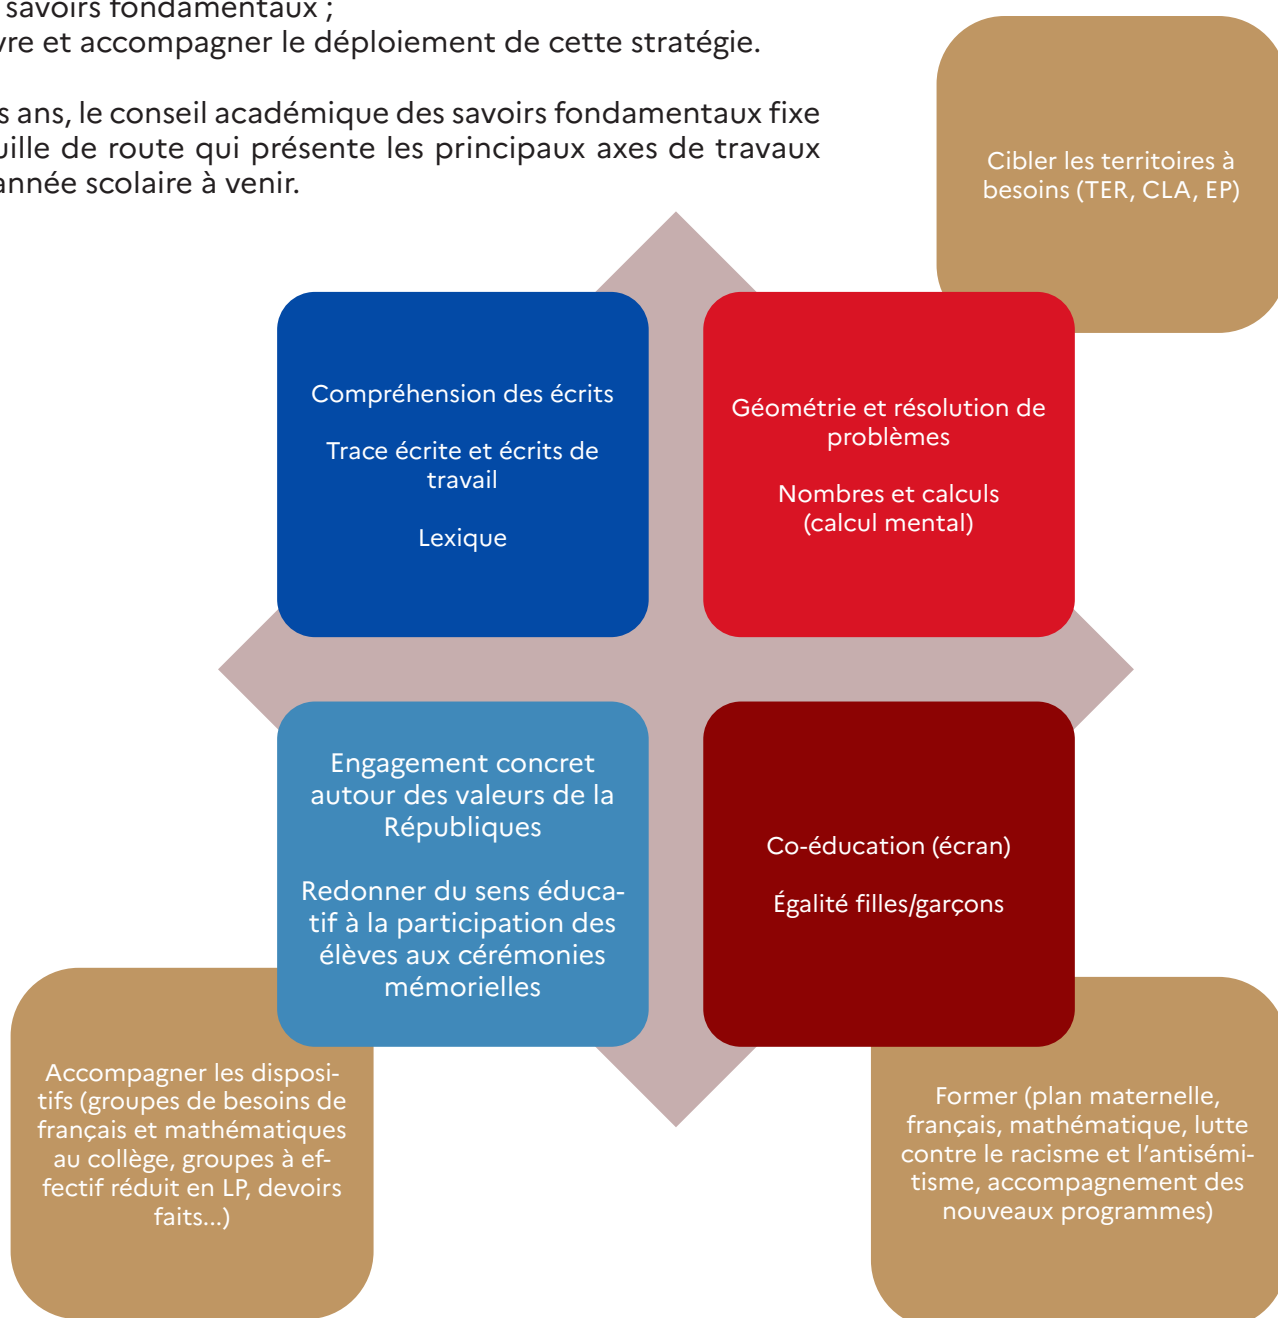 savoirs fondamentaux ;
vre et accompagner le déploiement de cette stratégie.
s ans, le conseil académique des savoirs fondamentaux fixe
uille de route qui présente les principaux axes de travaux
année scolaire à venir.
Cibler les territoires à
besoins (TER, CLA, EP)
Compréhension des écrits
Trace écrite et écrits de
travail
Lexique
Géométrie et résolution de
problèmes
Nombres et calculs
(calcul mental)
Engagement concret
autour des valeurs de la
Républiques
Redonner du sens éduca-
tif à la participation des
élèves aux cérémonies
mémorielles
Co-éducation (écran)
Égalité filles/garçons
Accompagner les disposi-
tifs (groupes de besoins de
français et mathématiques
au collège, groupes à ef-
fectif réduit en LP, devoirs
faits...)
Former (plan maternelle,
français, mathématique, lutte
contre le racisme et l'antisémi-
tisme, accompagnement des
nouveaux programmes)